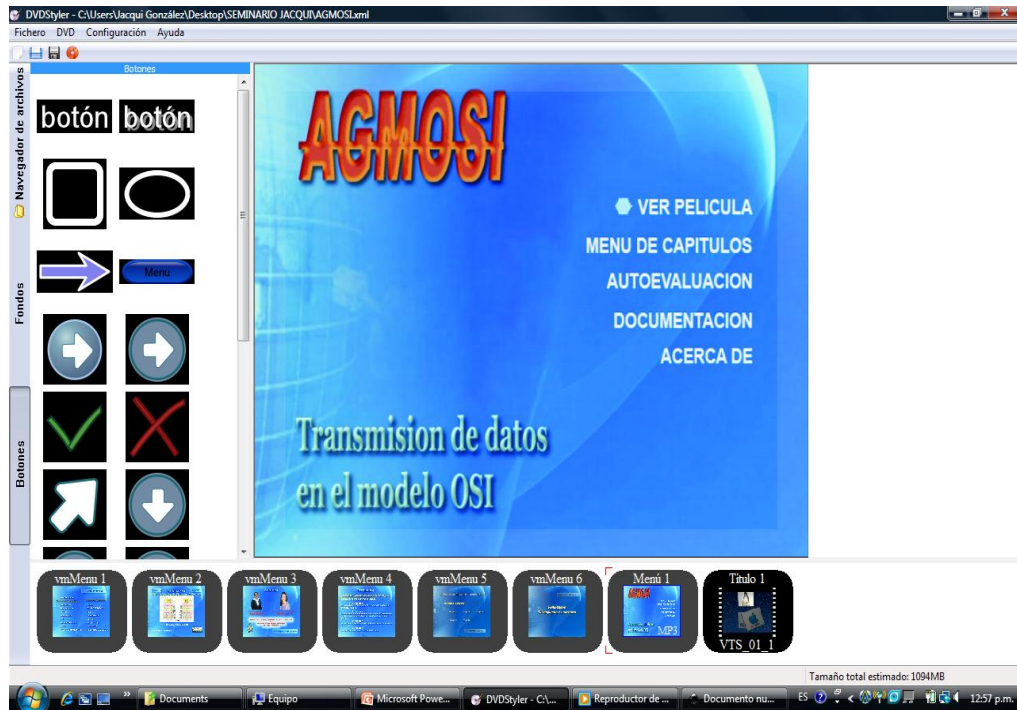 DVDStyler - C:\Users\Jacqui González\Desktop\SEMINARIO JACQUI\AGMOSI.xml
Fichero DVD Configuración Ayuda
Navegador de archivos
Fondos
Botones
Botones
botón botón
Menu
AGMOSI
VER PELICULA
MENU DE CAPITULOS
AUTOEVALUACION
DOCUMENTACION
ACERCA DE
Transmision de datos
en el modelo OSI
vmMenu 1 vmMenu 2 vmMenu 3 vmMenu 4 vmMenu 5 vmMenu 6 Menú 1 Título 1
MP3
VTS_01_1
Tamaño total estimado: 1094MB
Documents Equipo Microsoft Powe... DVDStyler - C:\... Reproductor de ... Documento nu... ES 12:57 p.m.